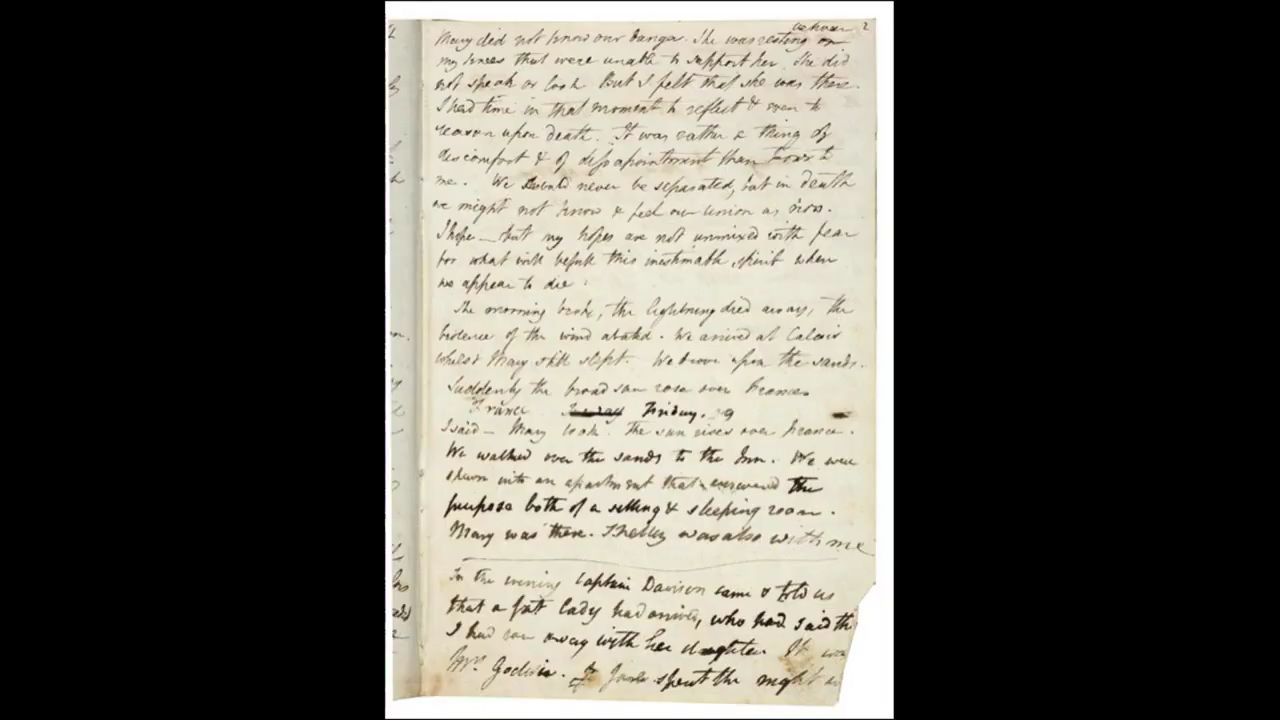 2
Mary did not know our danger. She was resting on
my knees that were unable to support her. She did
not speak or look But I felt that she was there.
I had time in that moment to reflect & even to
reason upon death. It was rather a thing of
discomfort & of disappointment than horror to
me. We should never be separated, but in death
we might not know & feel our union as now.
I hope — but my hopes are not unmixed with fear
for what will befall this inestimable spirit when
we appear to die.
The morning broke, the lightning died away, the
violence of the wind abated. We arrived at Calais
whilst Mary still slept. We drove upon the sands.
Suddenly the broad sun rose over France
France Friday. 29
I said — Mary look. The sun rises over France.
We walked over the sands to the Inn. We were
shewn into an apartment that answered the
purpose both of a sitting & sleeping room.
Mary was there. Shelley was also with me
In the evening Captain Davison came & told us
that a fat lady had arrived, who had said th
I had run away with her daughter. It was
Mrs. Godwin. Jane spent the night